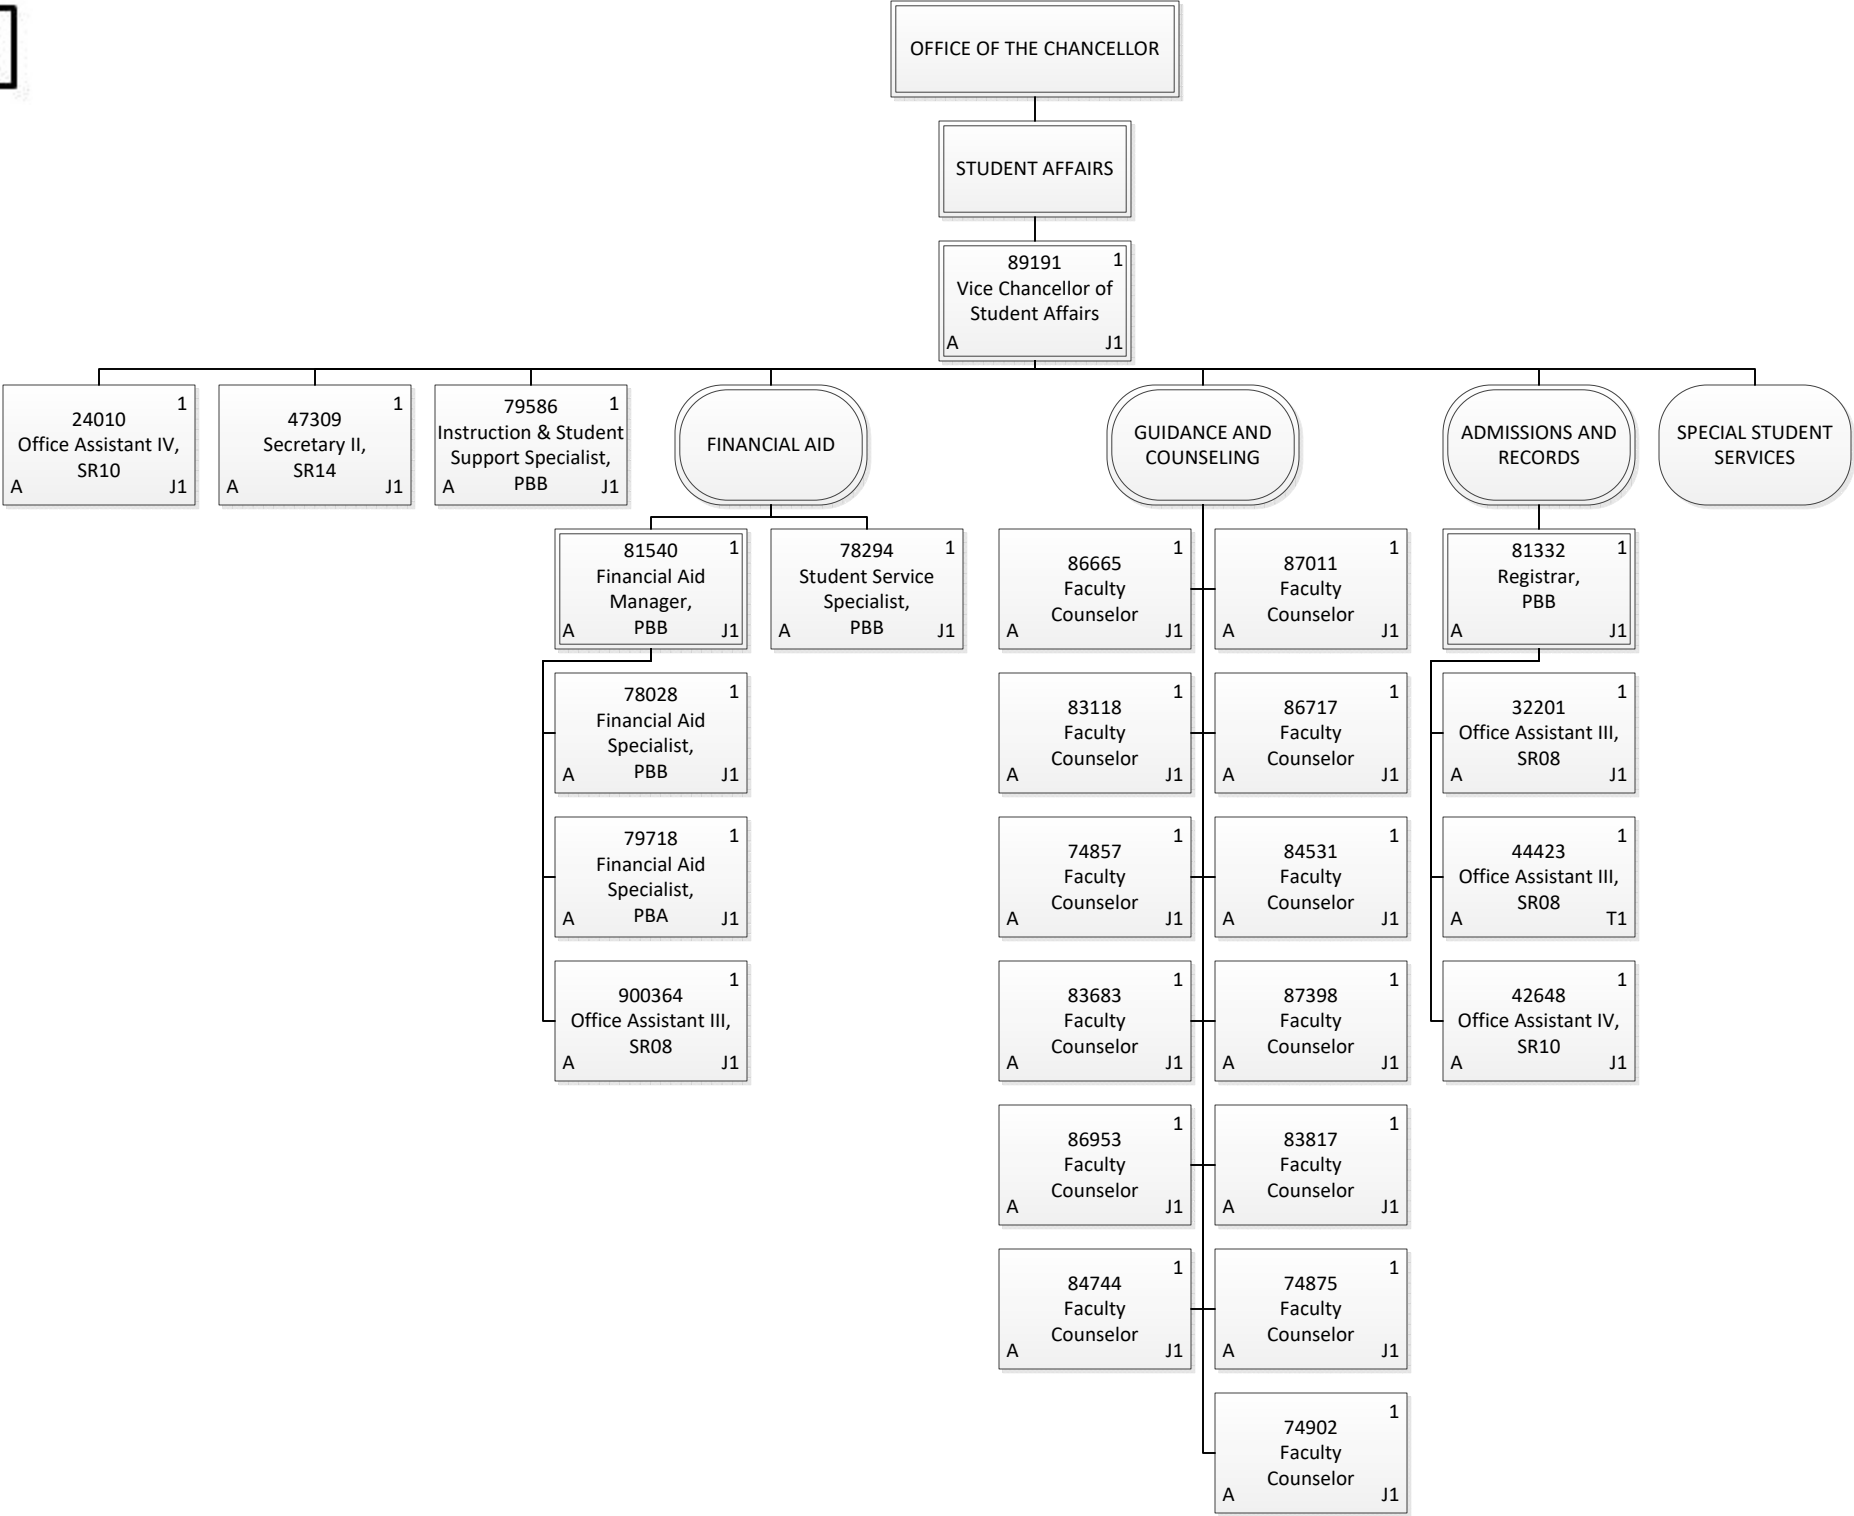 OFFICE OF THE CHANCELLOR
STUDENT AFFAIRS
89191 1
Vice Chancellor of
Student Affairs
A J1
24010 1
Office Assistant IV,
SR10
A J1
47309 1
Secretary II,
SR14
A J1
79586 1
Instruction & Student
Support Specialist,
PBB
A J1
FINANCIAL AID
GUIDANCE AND
COUNSELING
ADMISSIONS AND
RECORDS
SPECIAL STUDENT
SERVICES
81540 1
Financial Aid
Manager,
PBB
A J1
78294 1
Student Service
Specialist,
PBB
A J1
78028 1
Financial Aid
Specialist,
PBB
A J1
79718 1
Financial Aid
Specialist,
PBA
A J1
900364 1
Office Assistant III,
SR08
A J1
86665 1
Faculty
Counselor
A J1
87011 1
Faculty
Counselor
A J1
83118 1
Faculty
Counselor
A J1
86717 1
Faculty
Counselor
A J1
74857 1
Faculty
Counselor
A J1
84531 1
Faculty
Counselor
A J1
83683 1
Faculty
Counselor
A J1
87398 1
Faculty
Counselor
A J1
86953 1
Faculty
Counselor
A J1
83817 1
Faculty
Counselor
A J1
84744 1
Faculty
Counselor
A J1
74875 1
Faculty
Counselor
A J1
74902 1
Faculty
Counselor
A J1
81332 1
Registrar,
PBB
A J1
32201 1
Office Assistant III,
SR08
A J1
44423 1
Office Assistant III,
SR08
A T1
42648 1
Office Assistant IV,
SR10
A J1